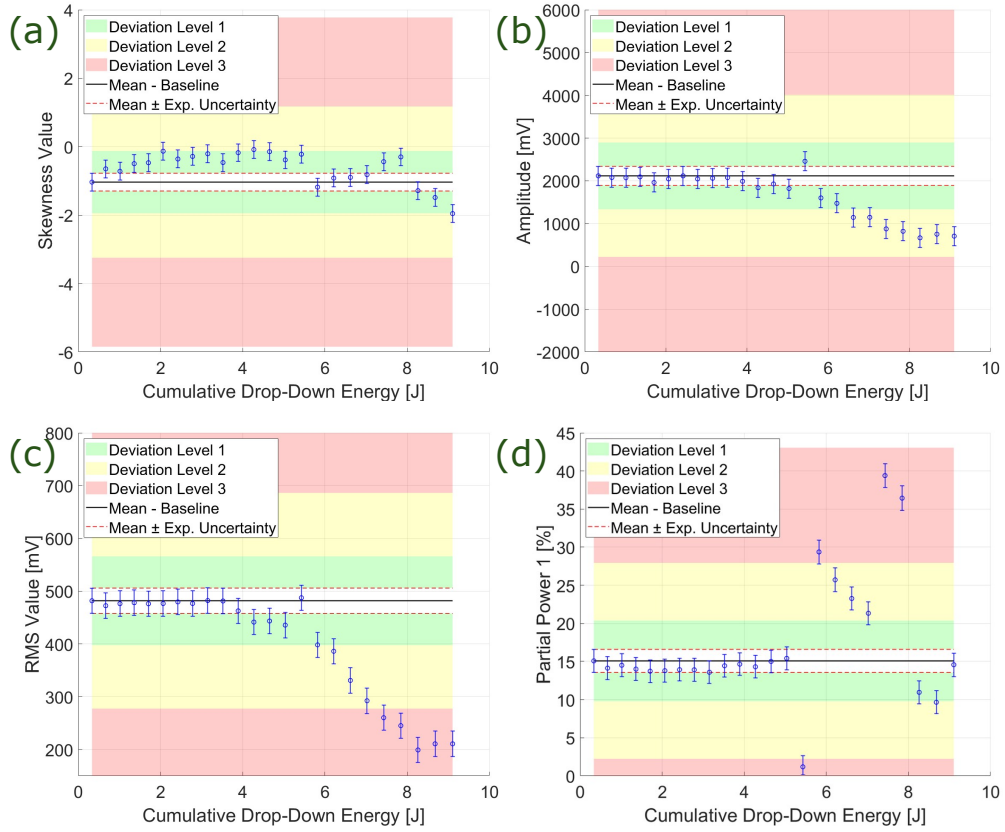 (a)
4
2
0
-2
-4
-6
Skewness Value
Deviation Level 1
Deviation Level 2
Deviation Level 3
Mean - Baseline
Mean ± Exp. Uncertainty
0 2 4 6 8 10
Cumulative Drop-Down Energy [J]
(b)
6000
5000
4000
3000
2000
1000
0
-1000
-2000
Amplitude [mV]
Deviation Level 1
Deviation Level 2
Deviation Level 3
Mean - Baseline
Mean ± Exp. Uncertainty
0 2 4 6 8 10
Cumulative Drop-Down Energy [J]
(c)
800
700
600
500
400
300
200
RMS Value [mV]
Deviation Level 1
Deviation Level 2
Deviation Level 3
Mean - Baseline
Mean ± Exp. Uncertainty
0 2 4 6 8 10
Cumulative Drop-Down Energy [J]
(d)
45
40
35
30
25
20
15
10
5
0
Partial Power 1 [%]
Deviation Level 1
Deviation Level 2
Deviation Level 3
Mean - Baseline
Mean ± Exp. Uncertainty
0 2 4 6 8 10
Cumulative Drop-Down Energy [J]